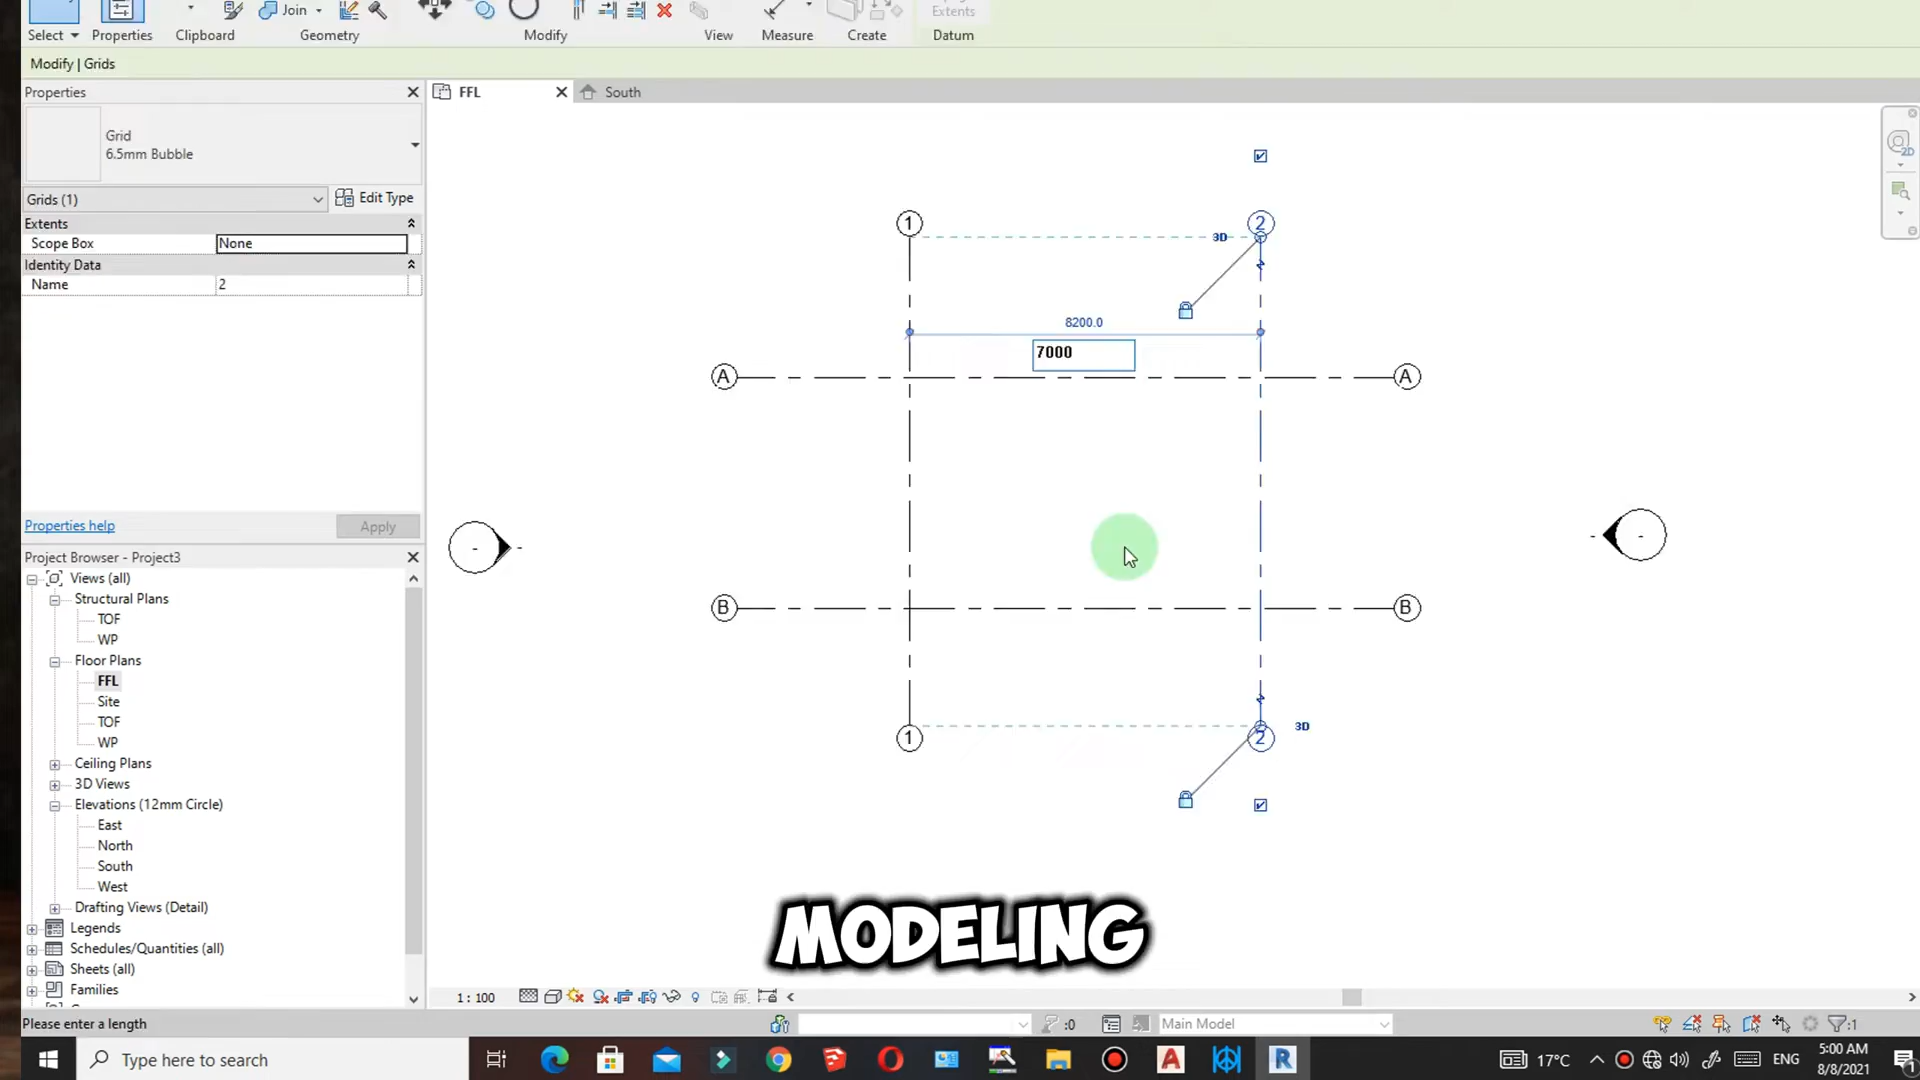 Join
Select
Properties
Clipboard
Geometry
Modify
View
Measure
Create
Extents
Datum
Modify | Grids
Properties
FFL
South
Grid
6.5mm Bubble
Grids (1)
Edit Type
Extents
Scope Box
None
Identity Data
Name
2
Properties help
Apply
Project Browser - Project3
Views (all)
Structural Plans
TOF
WP
Floor Plans
FFL
Site
TOF
WP
Ceiling Plans
3D Views
Elevations (12mm Circle)
East
North
South
West
Drafting Views (Detail)
Legends
Schedules/Quantities (all)
Sheets (all)
Families
2D
1
2
3D
8200.0
7000
A
A
B
B
3D
1
2
MODELING
1 : 100
Please enter a length
:0
Main Model
:1
Type here to search
17°C
ENG
5:00 AM
8/8/2021
1